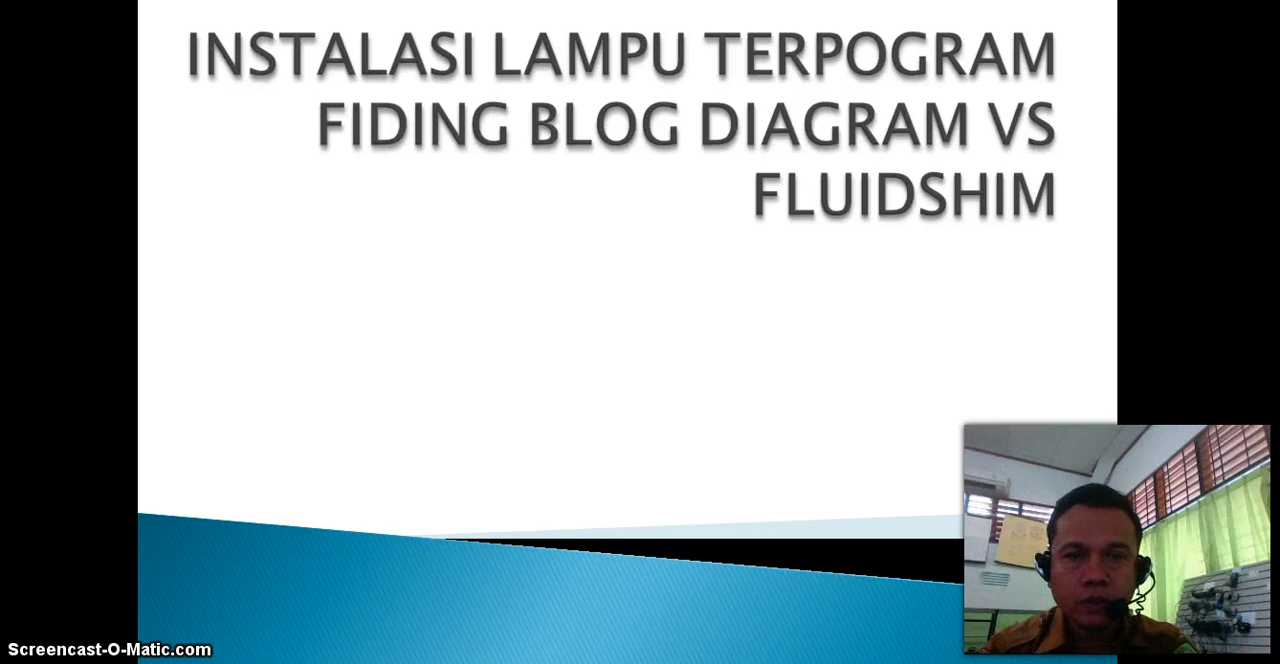 INSTALASI LAMPU TERPOGRAM
FIDING BLOG DIAGRAM VS
FLUIDSHIM
Screencast-O-Matic.com